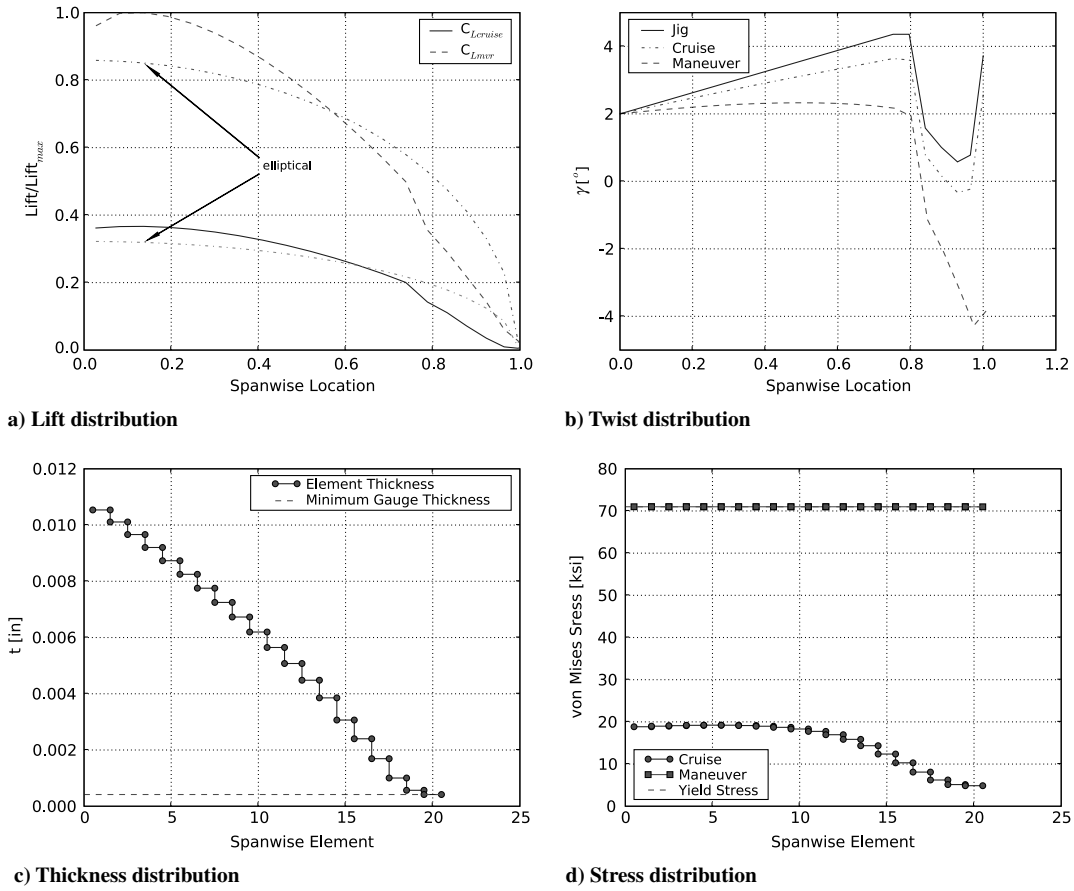 1.0
0.8
0.6
0.4
0.2
0.0
Lift/Lift_max
C_Lcruise
C_Lmvr
elliptical
0.0 0.2 0.4 0.6 0.8 1.0
Spanwise Location
a) Lift distribution
4
2
0
-2
-4
γ[°]
Jig
Cruise
Maneuver
0.0 0.2 0.4 0.6 0.8 1.0 1.2
Spanwise Location
b) Twist distribution
0.012
0.010
0.008
0.006
0.004
0.002
0.000
t [in]
Element Thickness
Minimum Gauge Thickness
0 5 10 15 20 25
Spanwise Element
c) Thickness distribution
80
70
60
50
40
30
20
10
0
von Mises Sress [ksi]
Cruise
Maneuver
Yield Stress
0 5 10 15 20 25
Spanwise Element
d) Stress distribution